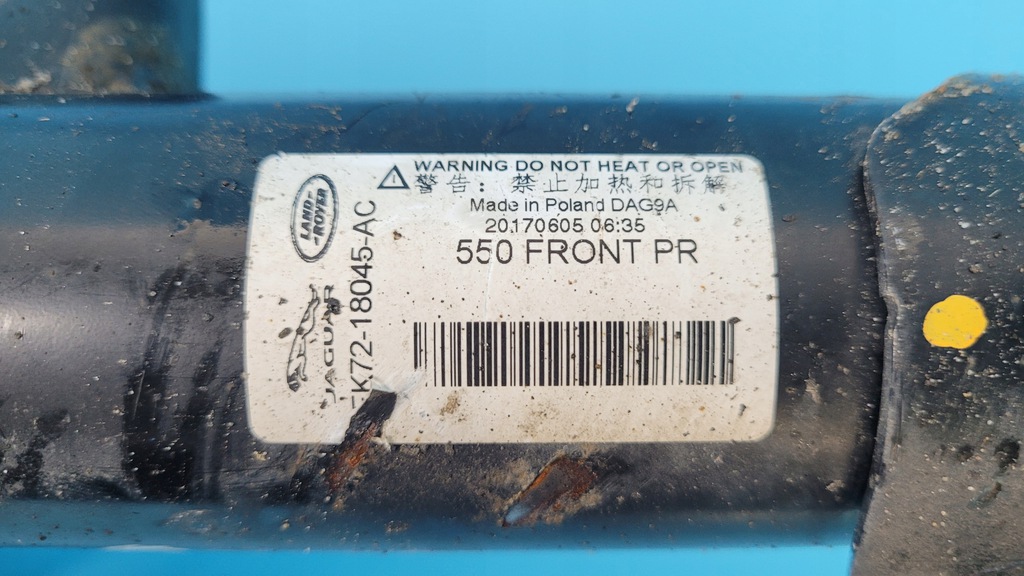 WARNING DO NOT HEAT OR OPEN
警告：禁止加热和拆解
Made in Poland DAG9A
20170605 06:35
550 FRONT PR
LAND-
-ROVER
JAGUAR
K72-18045-AC